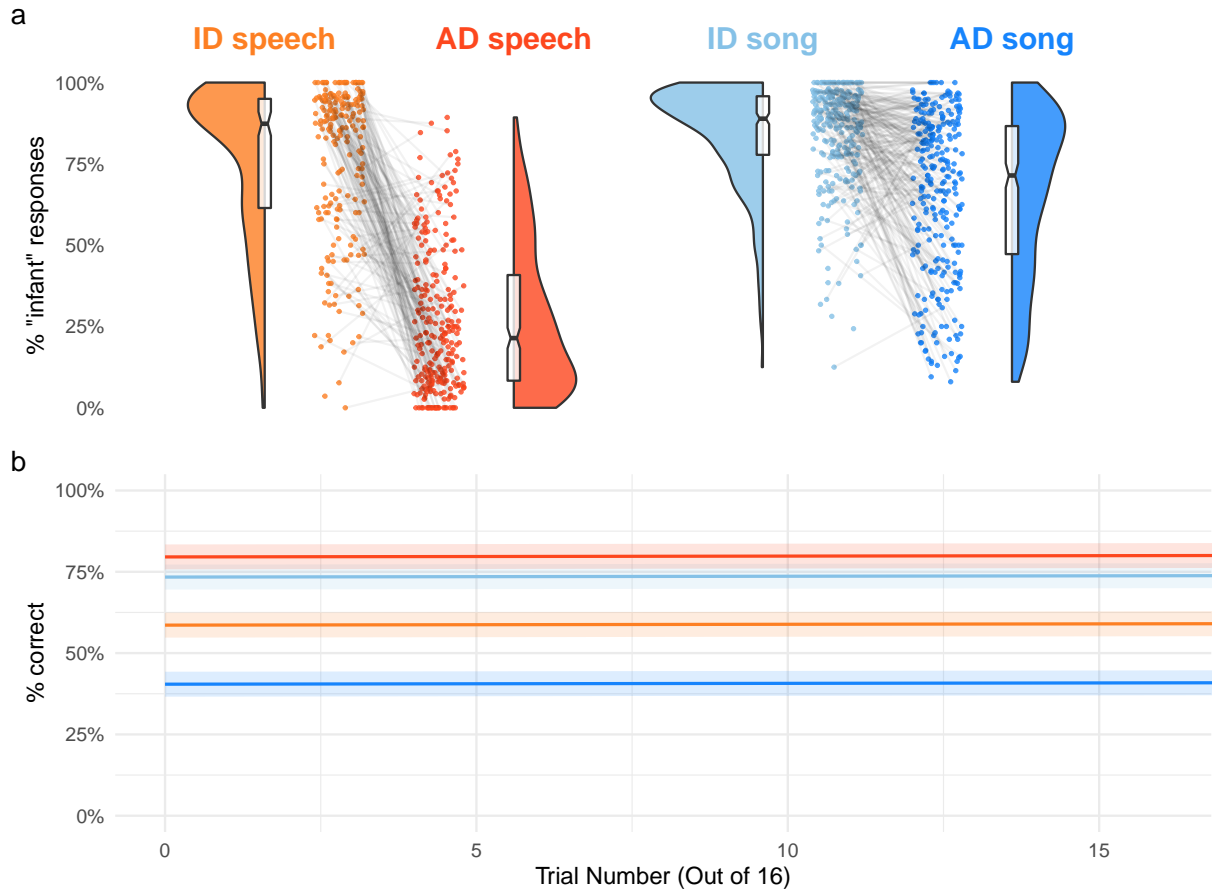 a
ID speech AD speech ID song AD song
% "infant" responses
100%
75%
50%
25%
0%
b
% correct
100%
75%
50%
25%
0%
0 5 10 15
Trial Number (Out of 16)